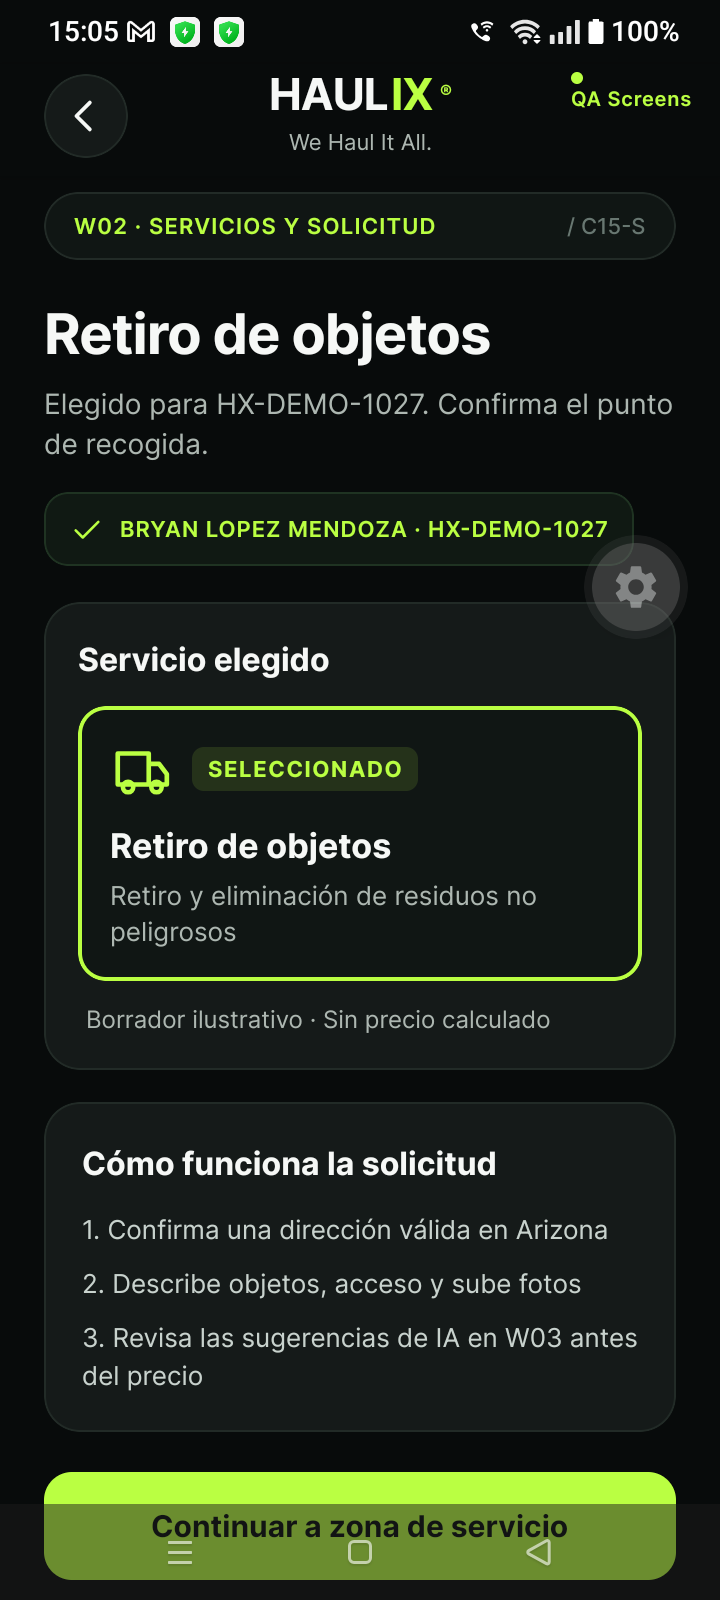 15:05
100%
HAULIX ®
We Haul It All.
QA Screens
W02 · SERVICIOS Y SOLICITUD
/ C15-S
Retiro de objetos
Elegido para HX-DEMO-1027. Confirma el punto
de recogida.
BRYAN LOPEZ MENDOZA · HX-DEMO-1027
Servicio elegido
SELECCIONADO
Retiro de objetos
Retiro y eliminación de residuos no
peligrosos
Borrador ilustrativo · Sin precio calculado
Cómo funciona la solicitud
1. Confirma una dirección válida en Arizona
2. Describe objetos, acceso y sube fotos
3. Revisa las sugerencias de IA en W03 antes
del precio
Continuar a zona de servicio